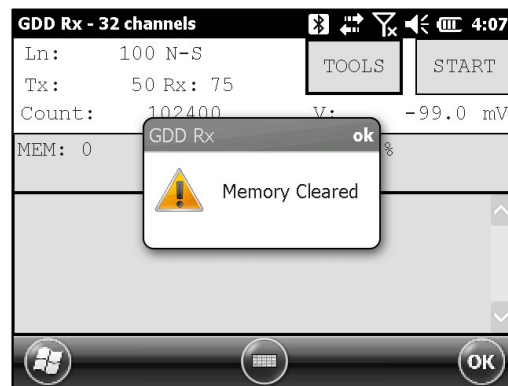 GDD Rx - 32 channels 4:07
Ln: 100 N-S
TOOLS
START
Tx: 50 Rx: 75
Count: 102400 V: -99.0 mV
GDD Rx ok
MEM: 0 %
Memory Cleared
OK